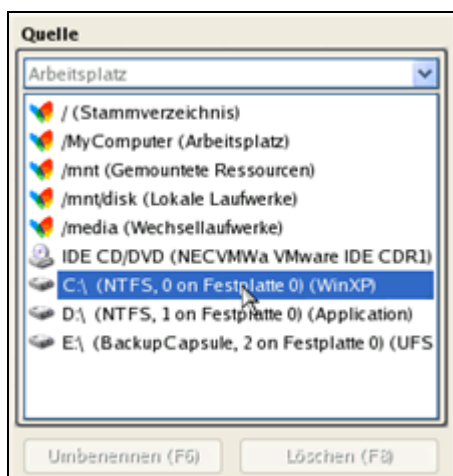 Quelle
Arbeitsplatz
/ (Stammverzeichnis)
/MyComputer (Arbeitsplatz)
/mnt (Gemountete Ressourcen)
/mnt/disk (Lokale Laufwerke)
/media (Wechsellaufwerke)
IDE CD/DVD (NECVMWa VMware IDE CDR1)
C:\ (NTFS, 0 on Festplatte 0) (WinXP)
D:\ (NTFS, 1 on Festplatte 0) (Application)
E:\ (BackupCapsule, 2 on Festplatte 0) (UFS
Umbenennen (F6) Löschen (F8)